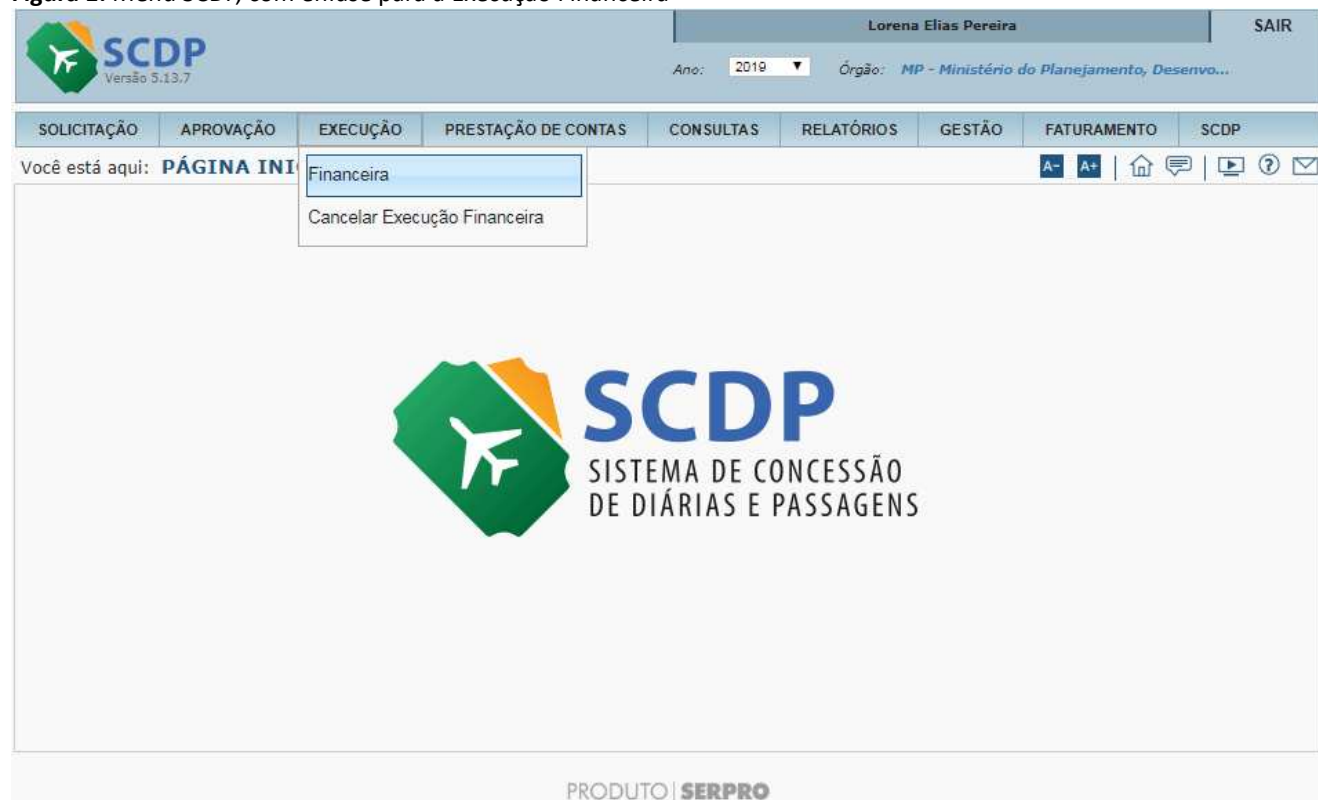 SCDP
Versão 5.13.7
Lorena Elias Pereira
SAIR
Ano: 2019 Órgão: MP - Ministério do Planejamento, Desenvo...
SOLICITAÇÃO APROVAÇÃO EXECUÇÃO PRESTAÇÃO DE CONTAS CONSULTAS RELATÓRIOS GESTÃO FATURAMENTO SCDP
Você está aqui: PÁGINA INI
A- A+
Financeira
Cancelar Execução Financeira
SCDP
SISTEMA DE CONCESSÃO
DE DIÁRIAS E PASSAGENS
PRODUTO | SERPRO